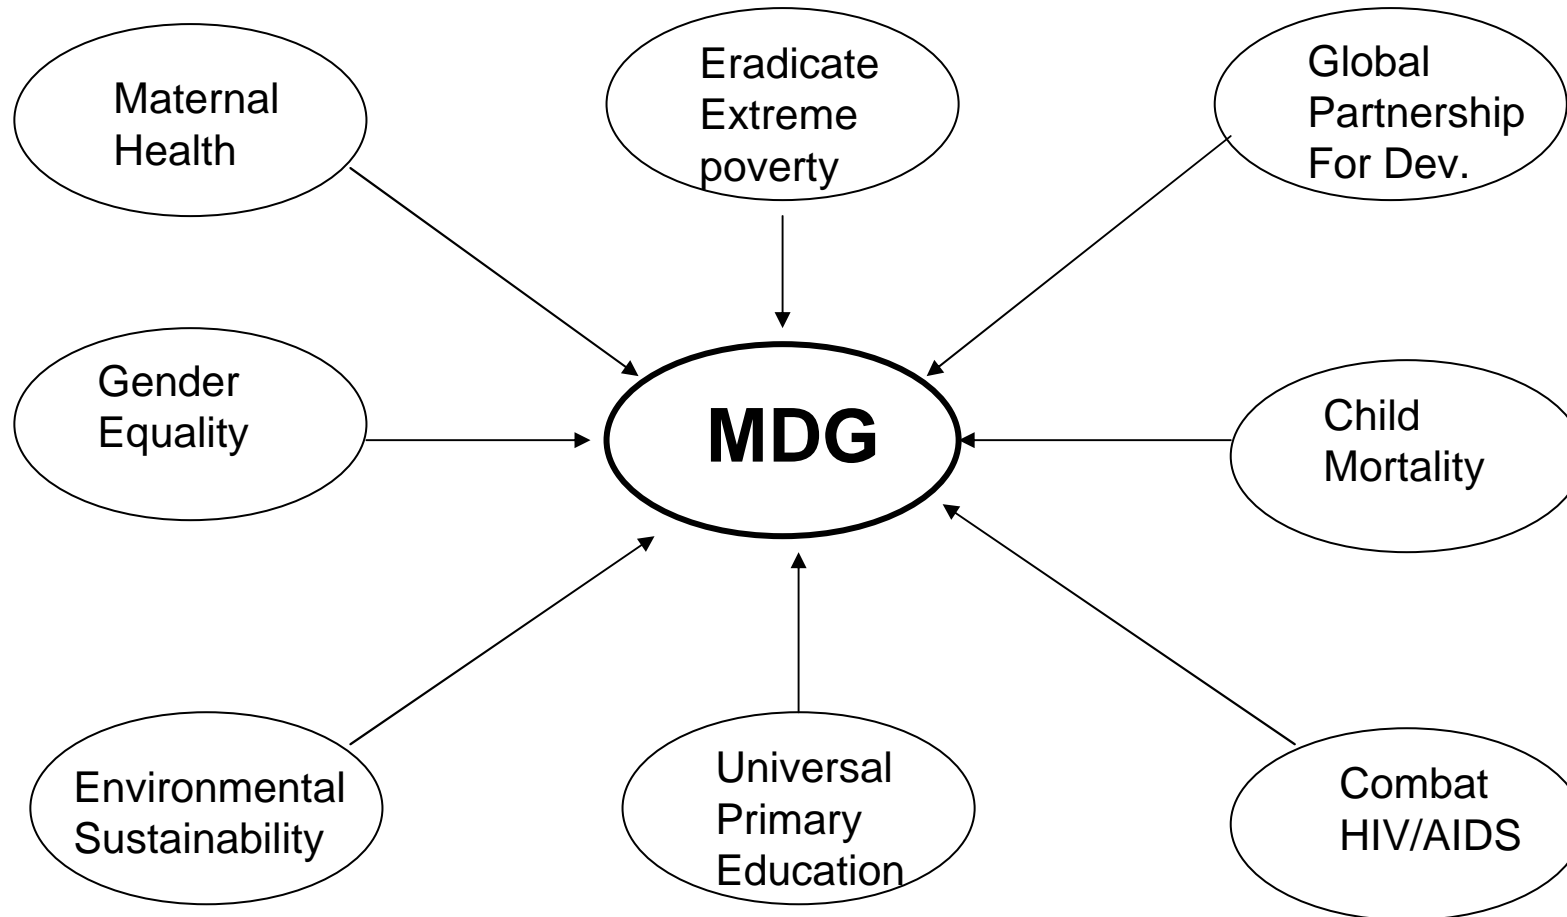 Maternal
Health
Eradicate
Extreme
poverty
Global
Partnership
For Dev.
Gender
Equality
MDG
Child
Mortality
Environmental
Sustainability
Universal
Primary
Education
Combat
HIV/AIDS